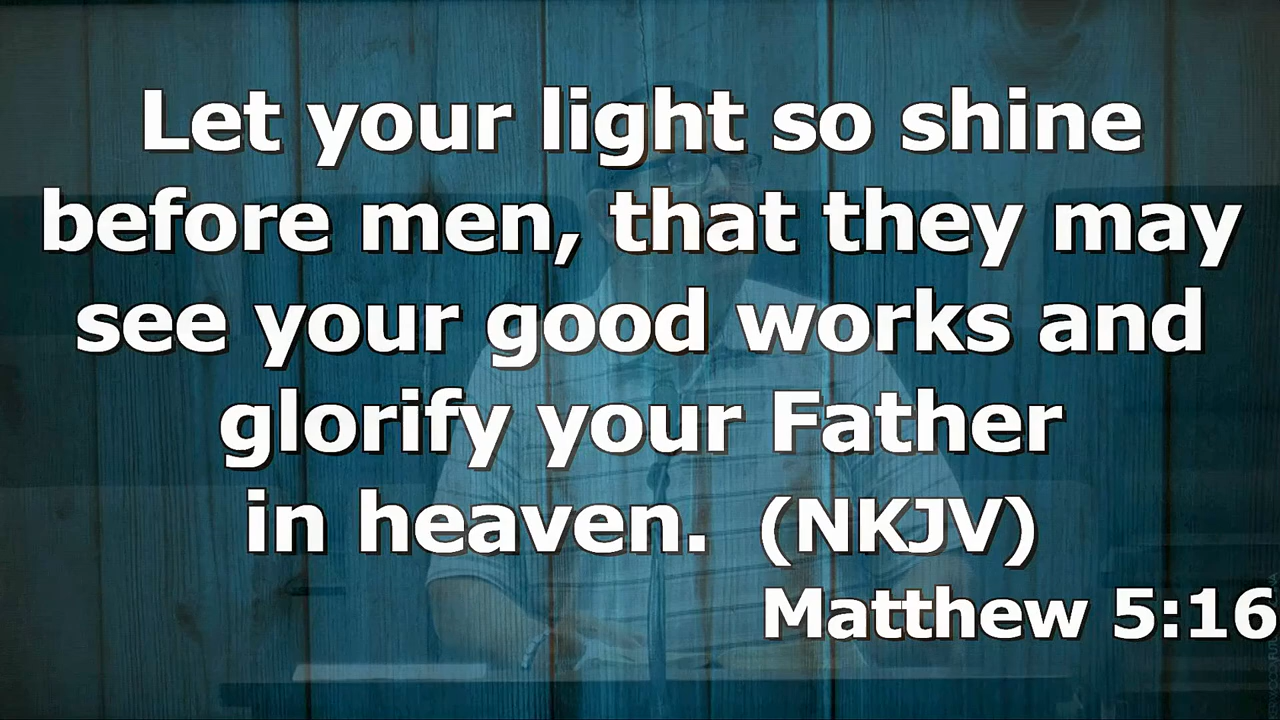 Let your light so shine
before men, that they may
see your good works and
glorify your Father
in heaven. (NKJV)
Matthew 5:16